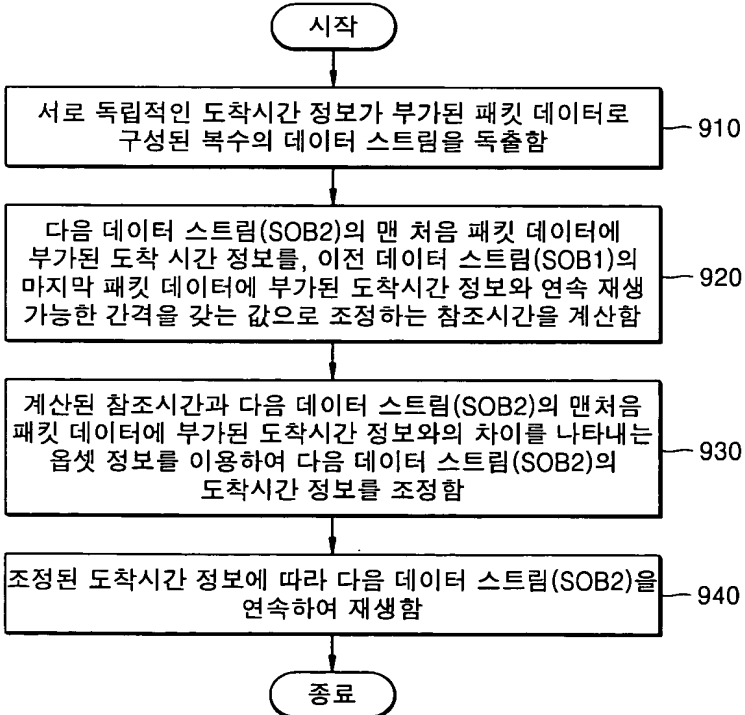 시작
서로 독립적인 도착시간 정보가 부가된 패킷 데이터로
구성된 복수의 데이터 스트림을 독출함
910
다음 데이터 스트림(SOB2)의 맨 처음 패킷 데이터에
부가된 도착 시간 정보를, 이전 데이터 스트림(SOB1)의
마지막 패킷 데이터에 부가된 도착시간 정보와 연속 재생
가능한 간격을 갖는 값으로 조정하는 참조시간을 계산함
920
계산된 참조시간과 다음 데이터 스트림(SOB2)의 맨처음
패킷 데이터에 부가된 도착시간 정보와의 차이를 나타내는
옵셋 정보를 이용하여 다음 데이터 스트림(SOB2)의
도착시간 정보를 조정함
930
조정된 도착시간 정보에 따라 다음 데이터 스트림(SOB2)을
연속하여 재생함
940
종료